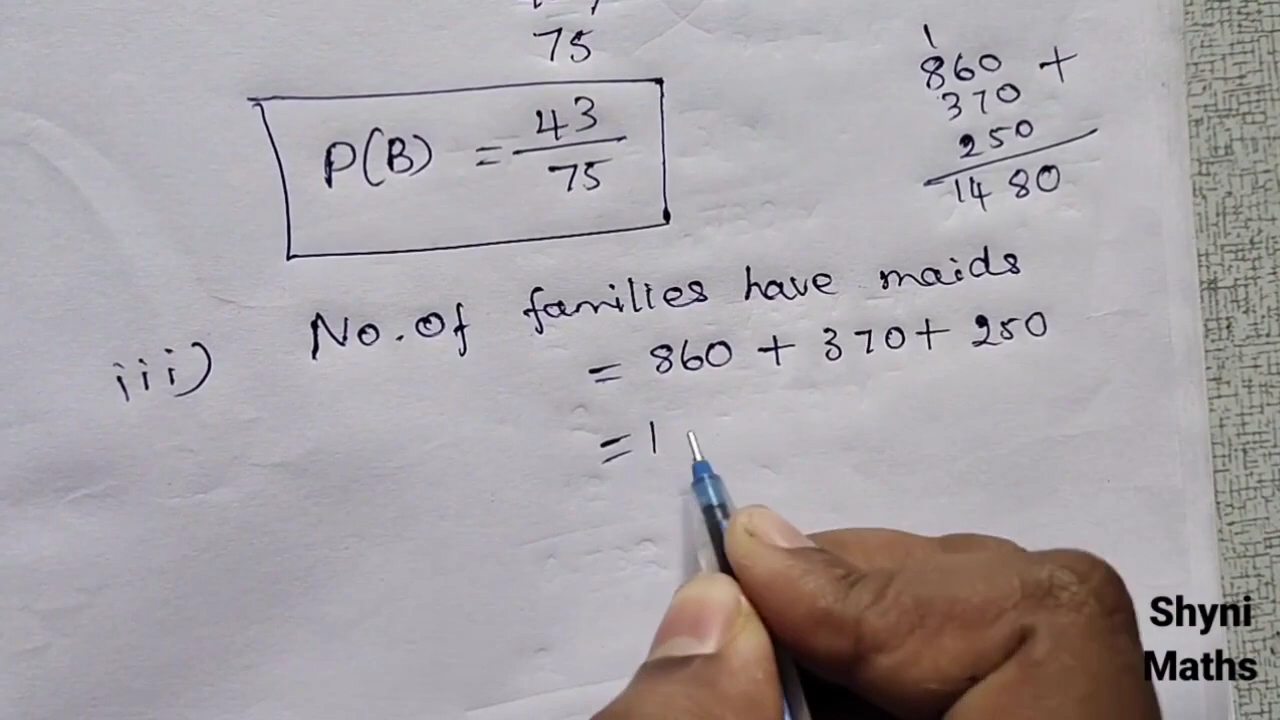 75
P(B) = 43/75
1
860 +
370
250
1480
iii) No. Of families have maids
= 860 + 370 + 250
= 1
Shyni
Maths